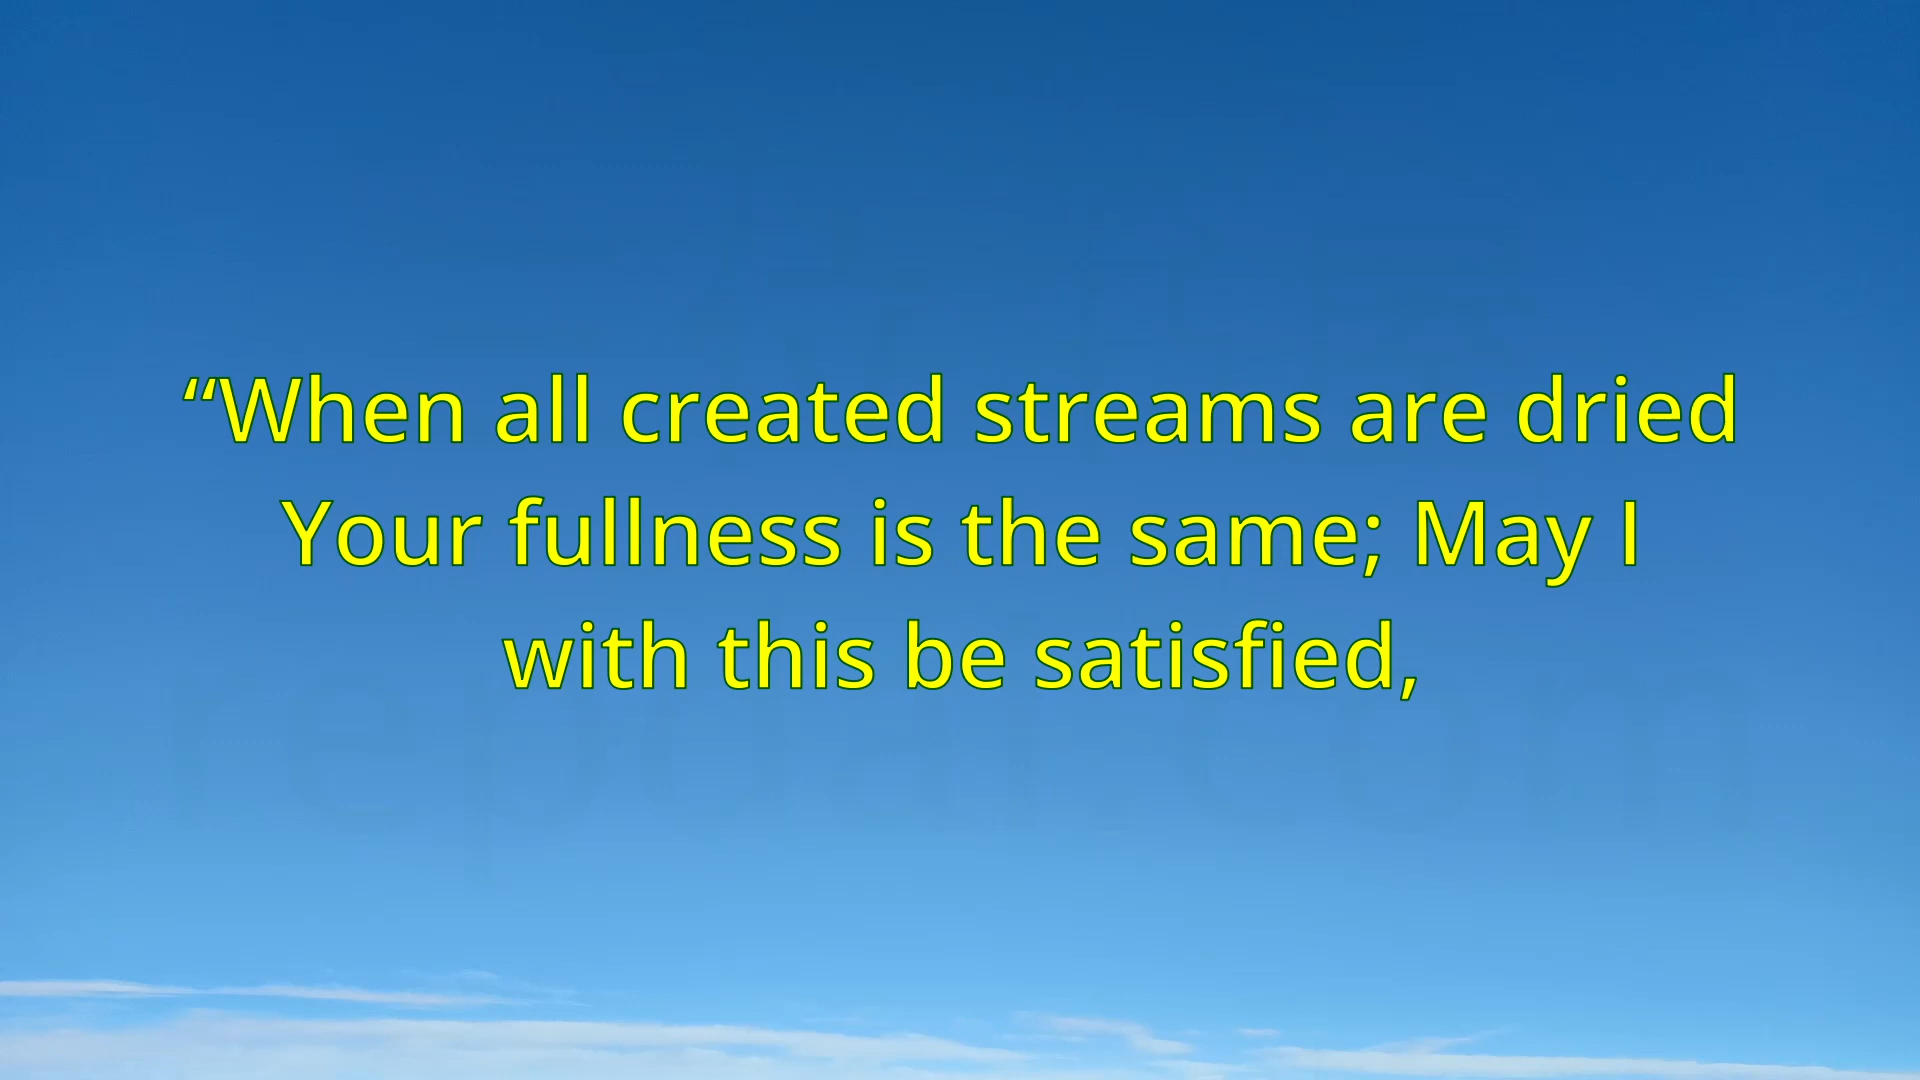 “When all created streams are dried
Your fullness is the same; May I
with this be satisfied,